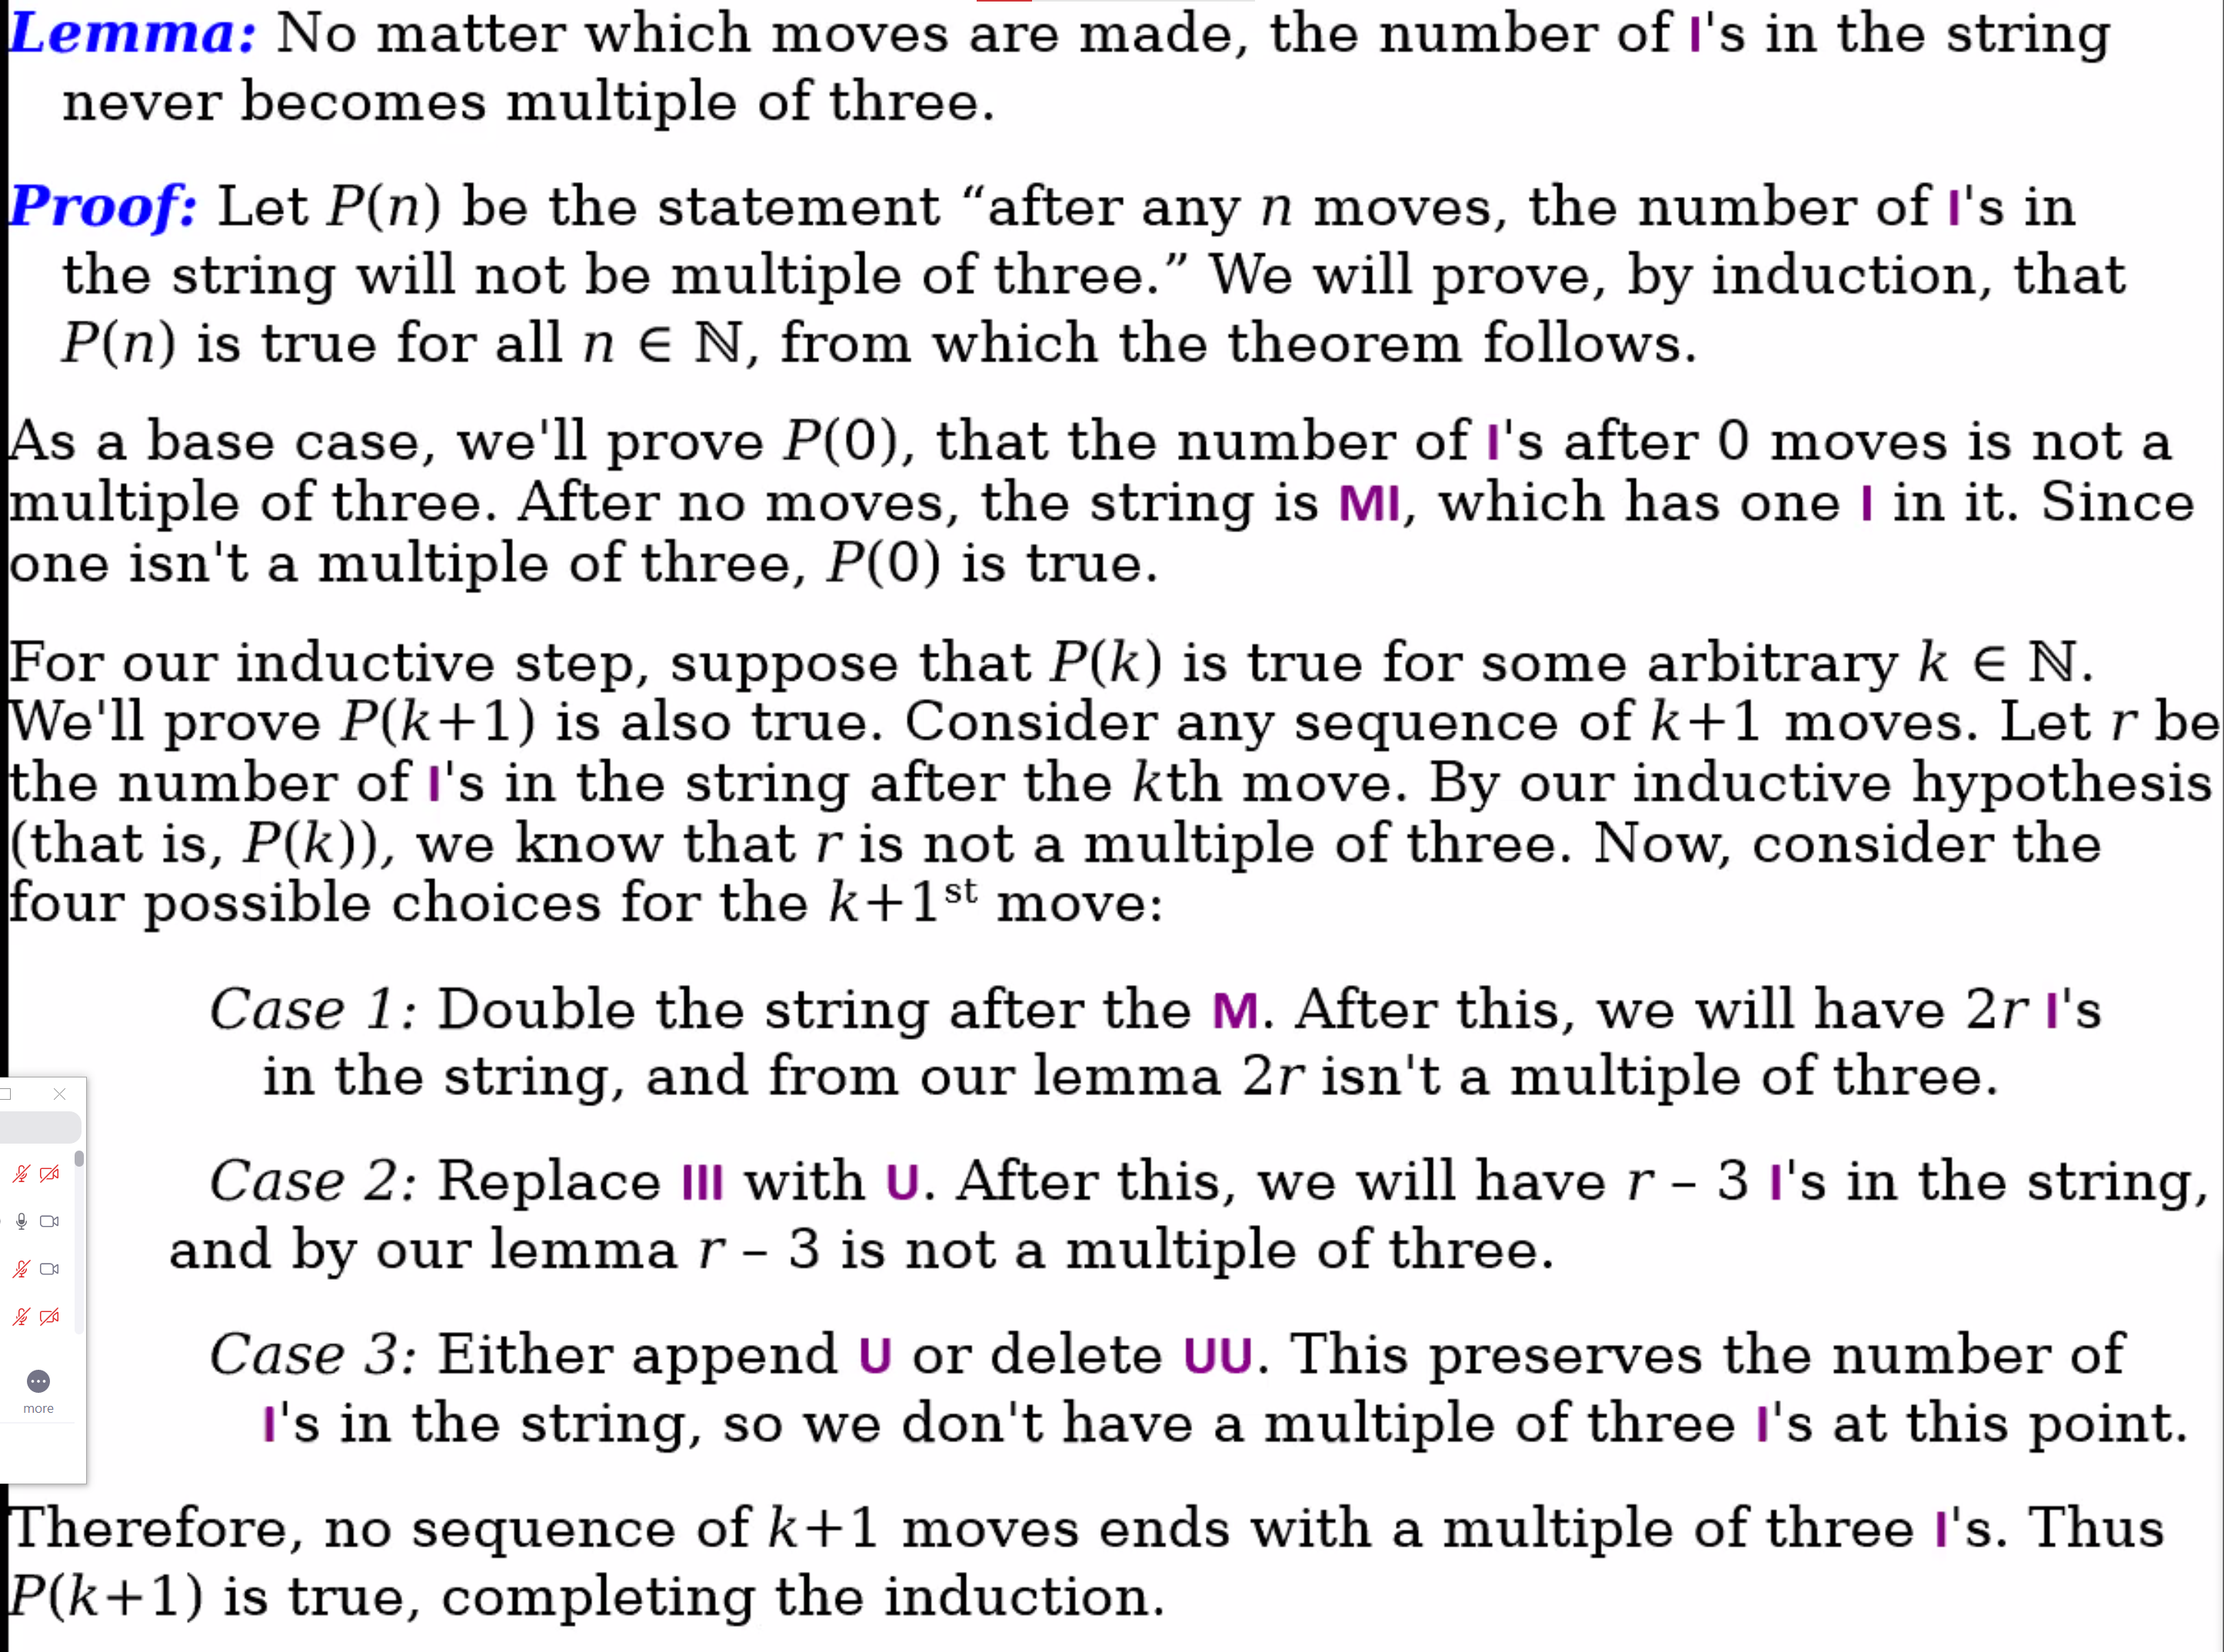 Lemma: No matter which moves are made, the number of I's in the string
never becomes multiple of three.
Proof: Let P(n) be the statement “after any n moves, the number of I's in
the string will not be multiple of three.” We will prove, by induction, that
P(n) is true for all n ∈ ℕ, from which the theorem follows.
As a base case, we'll prove P(0), that the number of I's after 0 moves is not a
multiple of three. After no moves, the string is MI, which has one I in it. Since
one isn't a multiple of three, P(0) is true.
For our inductive step, suppose that P(k) is true for some arbitrary k ∈ ℕ.
We'll prove P(k+1) is also true. Consider any sequence of k+1 moves. Let r be
the number of I's in the string after the kth move. By our inductive hypothesis
(that is, P(k)), we know that r is not a multiple of three. Now, consider the
four possible choices for the k+1st move:
Case 1: Double the string after the M. After this, we will have 2r I's
in the string, and from our lemma 2r isn't a multiple of three.
Case 2: Replace III with U. After this, we will have r – 3 I's in the string,
and by our lemma r – 3 is not a multiple of three.
Case 3: Either append U or delete UU. This preserves the number of
I's in the string, so we don't have a multiple of three I's at this point.
more
Therefore, no sequence of k+1 moves ends with a multiple of three I's. Thus
P(k+1) is true, completing the induction.